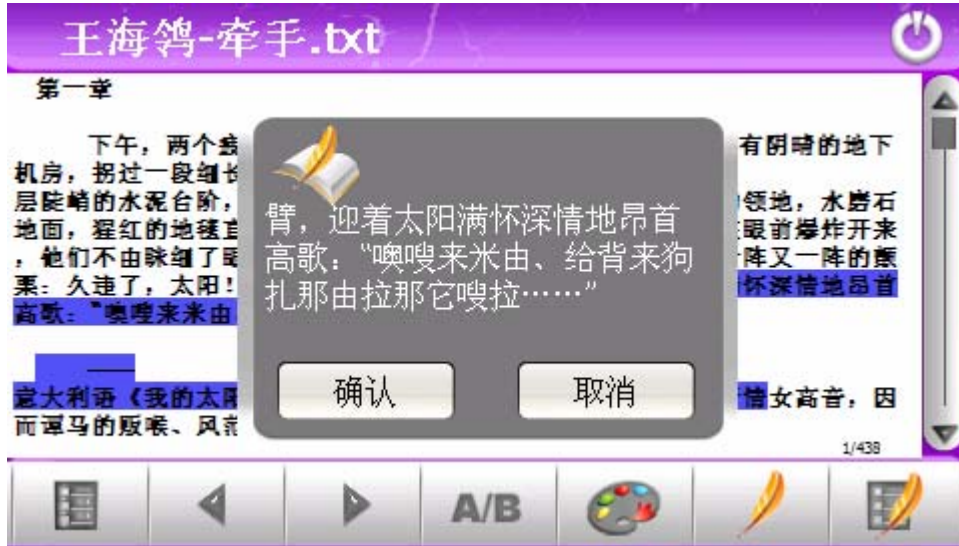 王海鸰-牵手.txt
第一章
下午，两个 有阴晴的地下
机房，拐过一段细长
层陡峭的水泥台阶， 领地，水磨石
地面，猩红的地毯直 眼前爆炸开来
，他们不由眯细了 阵又一阵的颤
栗：久违了，太阳！ 怀深情地昂首
高歌：“噢嗖来米由
意大利语《我的太阳 情女高音，因
而谭马的 喉、风范
臂，迎着太阳满怀深情地昂首
高歌：“噢嗖来米由、给背来狗
扎那由拉那它嗖拉……”
确认 取消
1/438
A/B